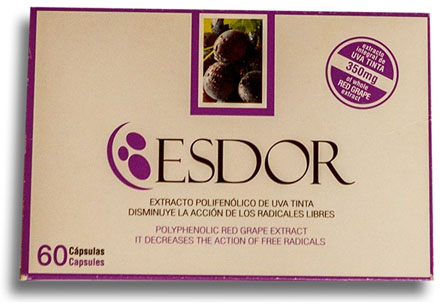 extracto
integral de
UVA TINTA
350mg
of whole
RED GRAPE
extract
ESDOR
EXTRACTO POLIFENÓLICO DE UVA TINTA
DISMINUYE LA ACCIÓN DE LOS RADICALES LIBRES
POLYPHENOLIC RED GRAPE EXTRACT
IT DECREASES THE ACTION OF FREE RADICALS
60 Cápsulas
Capsules